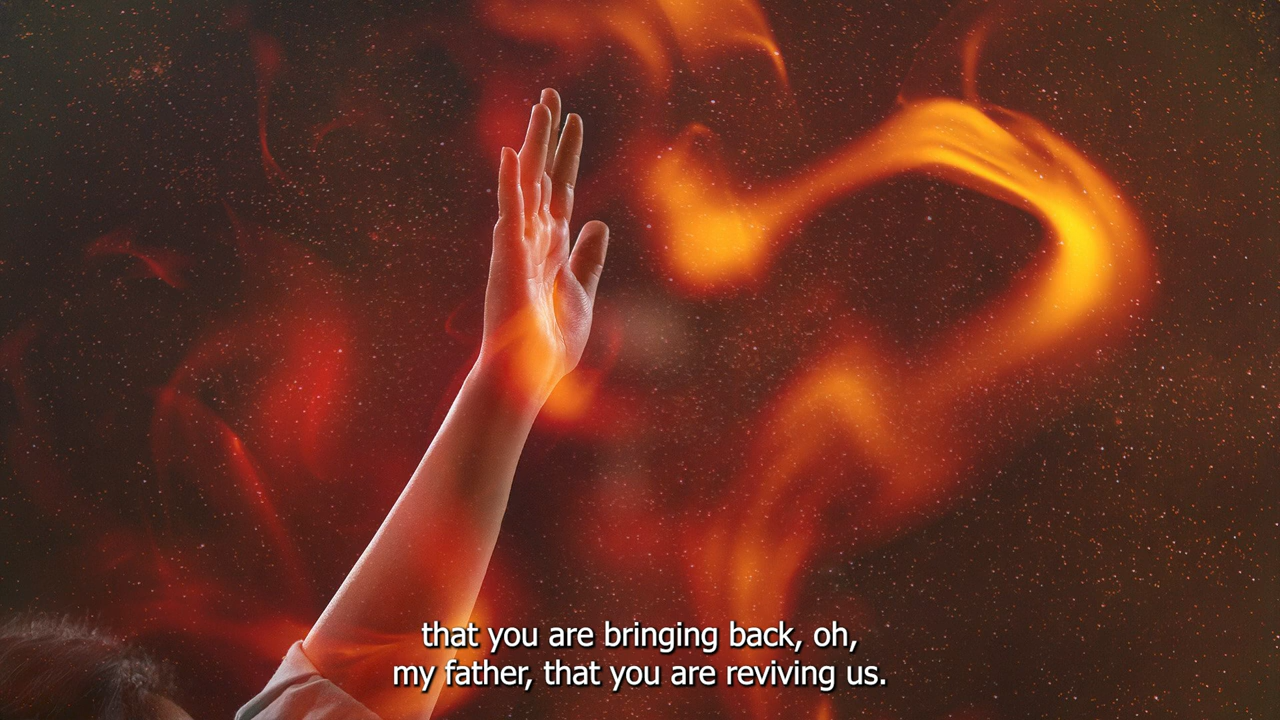 that you are bringing back, oh,
my father, that you are reviving us.